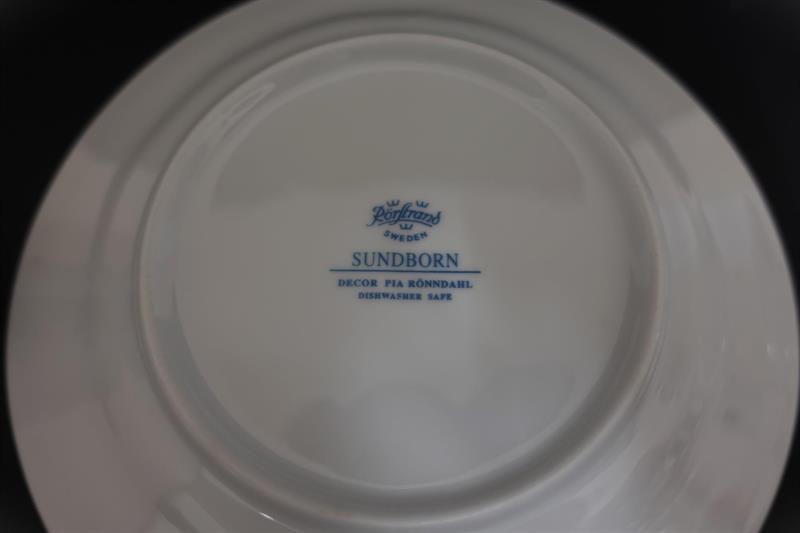 Rörstrand
SWEDEN
SUNDBORN
DECOR PIA RÖNNDAHL
DISHWASHER SAFE